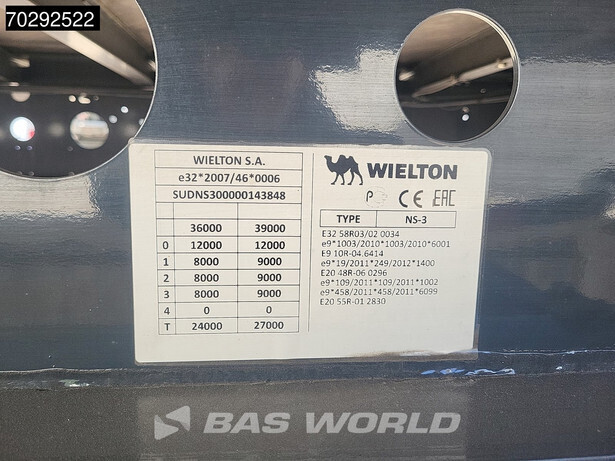 70292522
WIELTON S.A.
e32*2007/46*0006
SUDNS300000143848
36000 39000
0 12000 12000
1 8000 9000
2 8000 9000
3 8000 9000
4 0 0
T 24000 27000
WIELTON
CE EAC
TYPE NS-3
E32 58R03/02 0034
e9*1003/2010*1003/2010*6001
E9 10R-04.6414
e9*19/2011*249/2012*1400
E20 48R-06 0296
e9*109/2011*109/2011*1002
e9*458/2011*458/2011*6099
E20 55R-01 2830
BAS WORLD